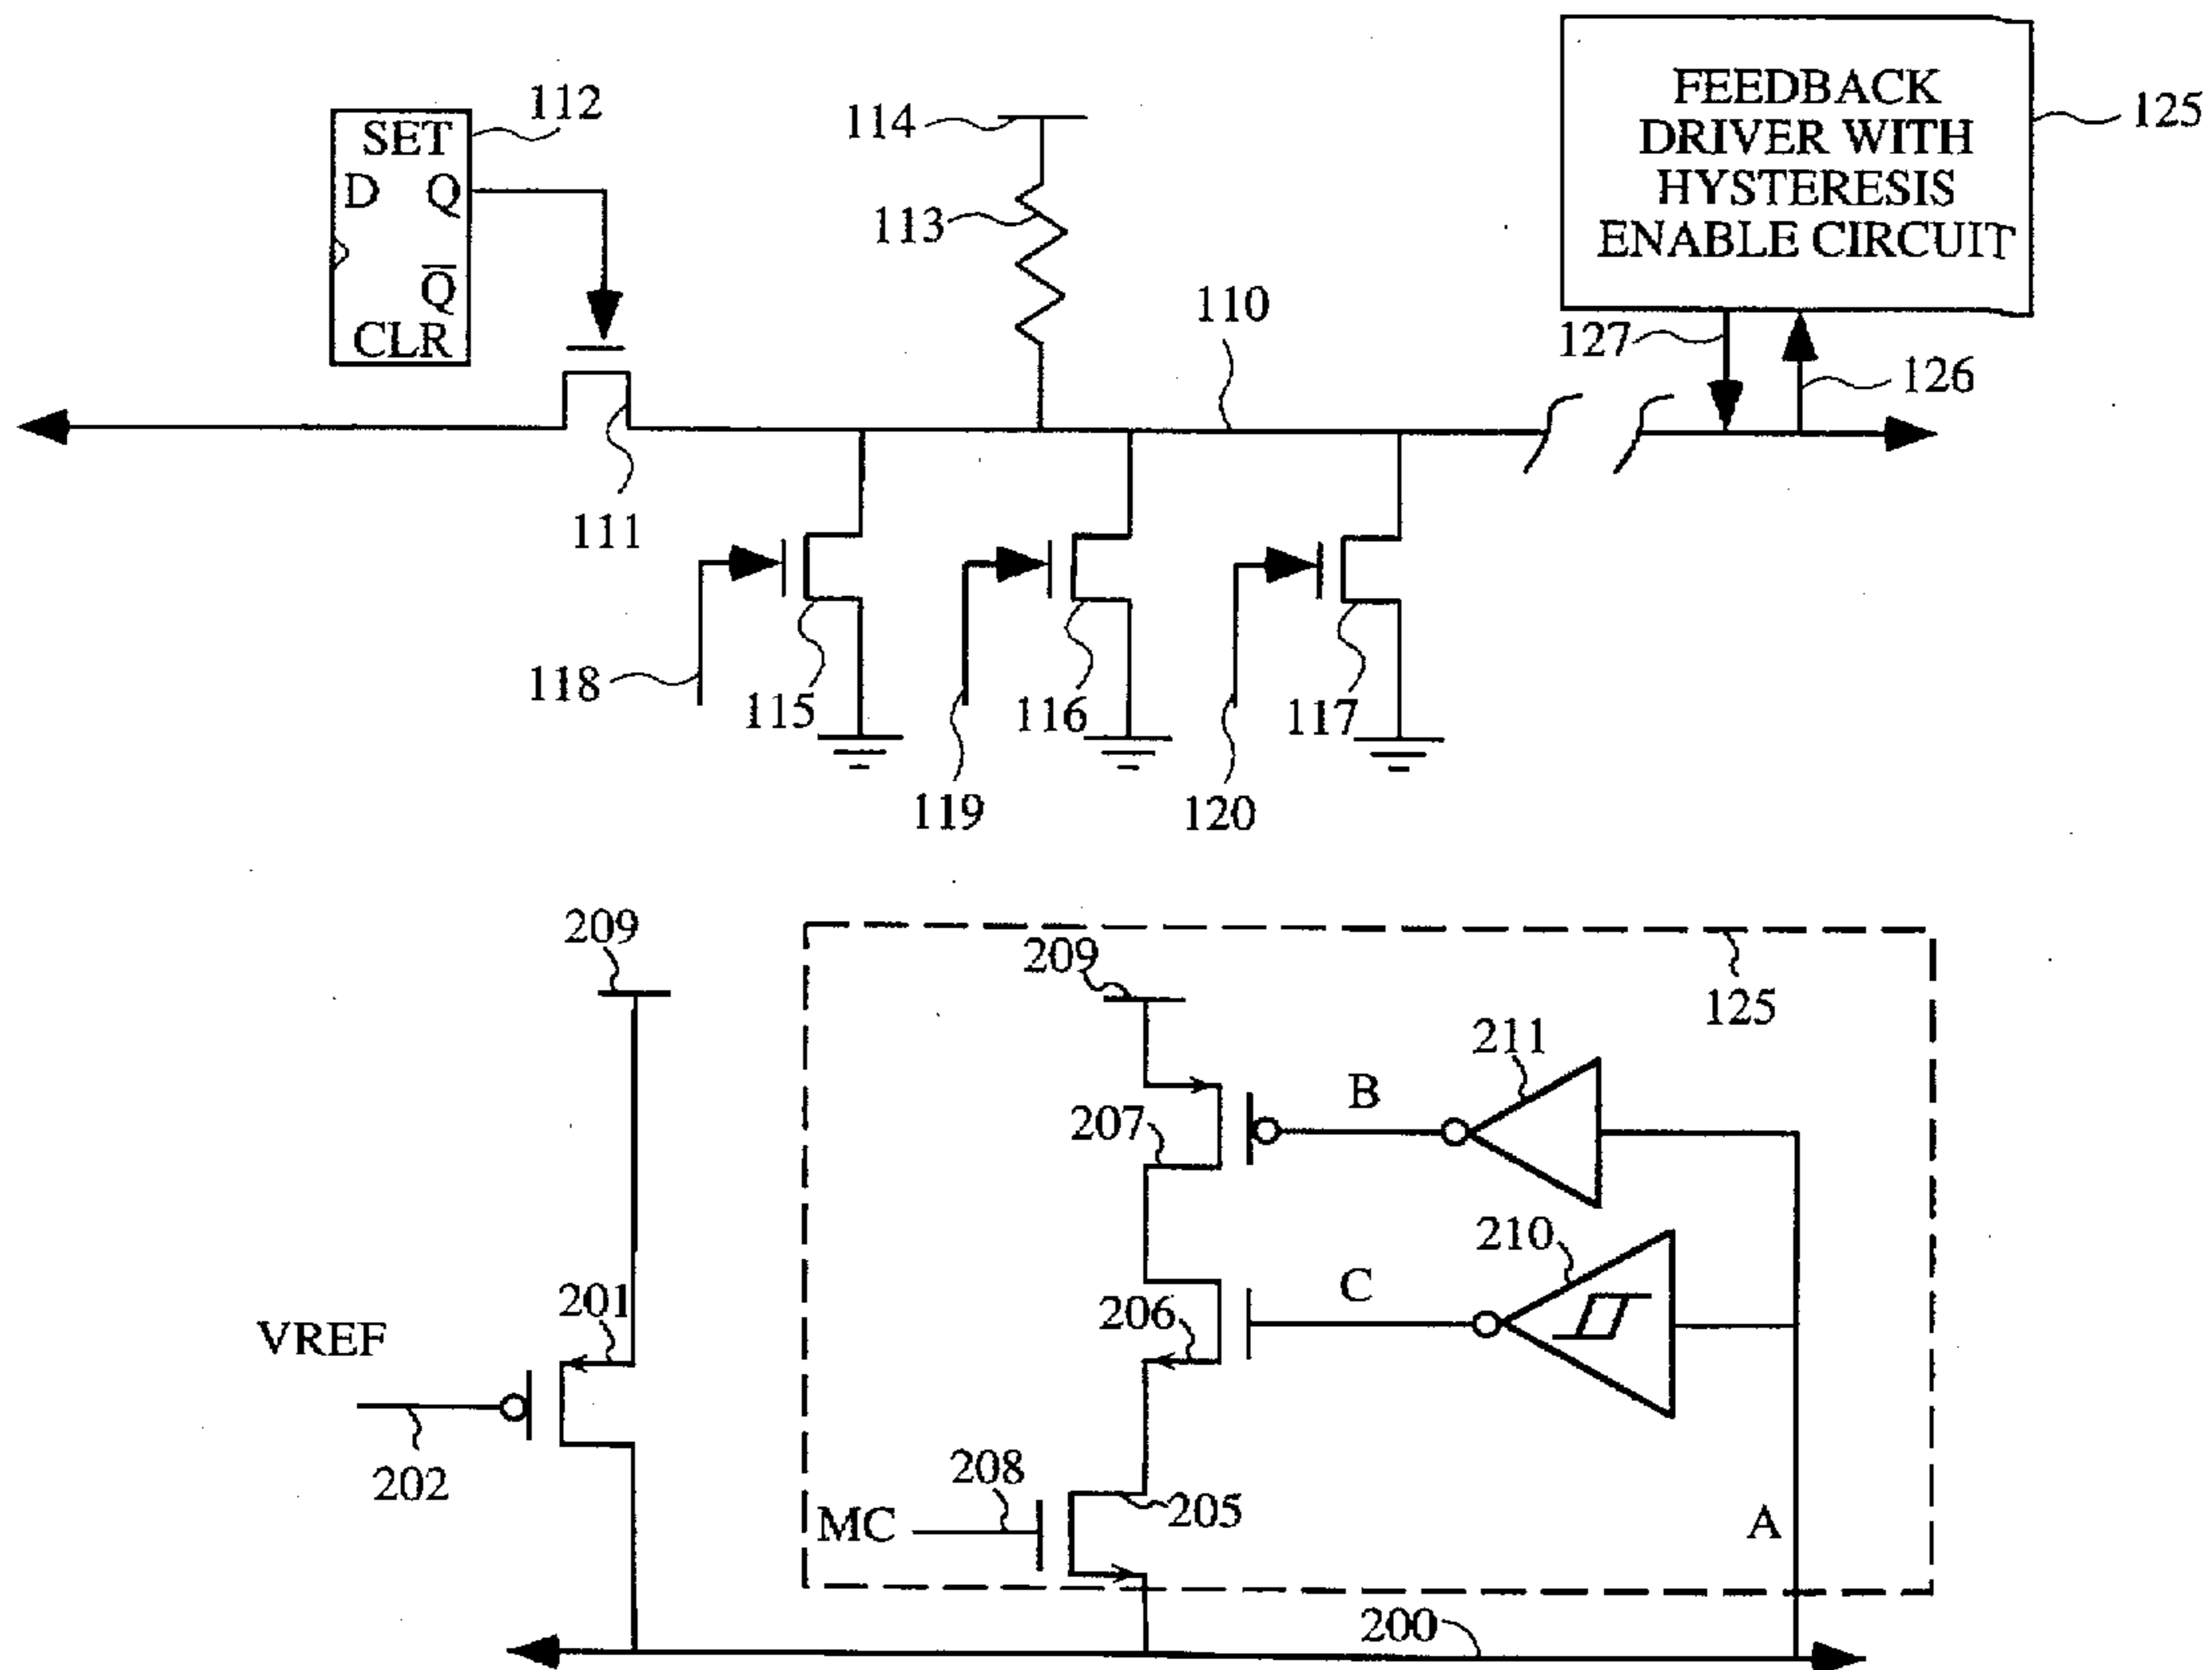 SET
D Q
Q̅
CLR
112
114
113
110
111
FEEDBACK
DRIVER WITH
HYSTERESIS
ENABLE CIRCUIT
125
127
126
118
115
119
116
120
117
209
209
125
211
B
207
210
C
206
201
VREF
202
208
MC
205
A
200